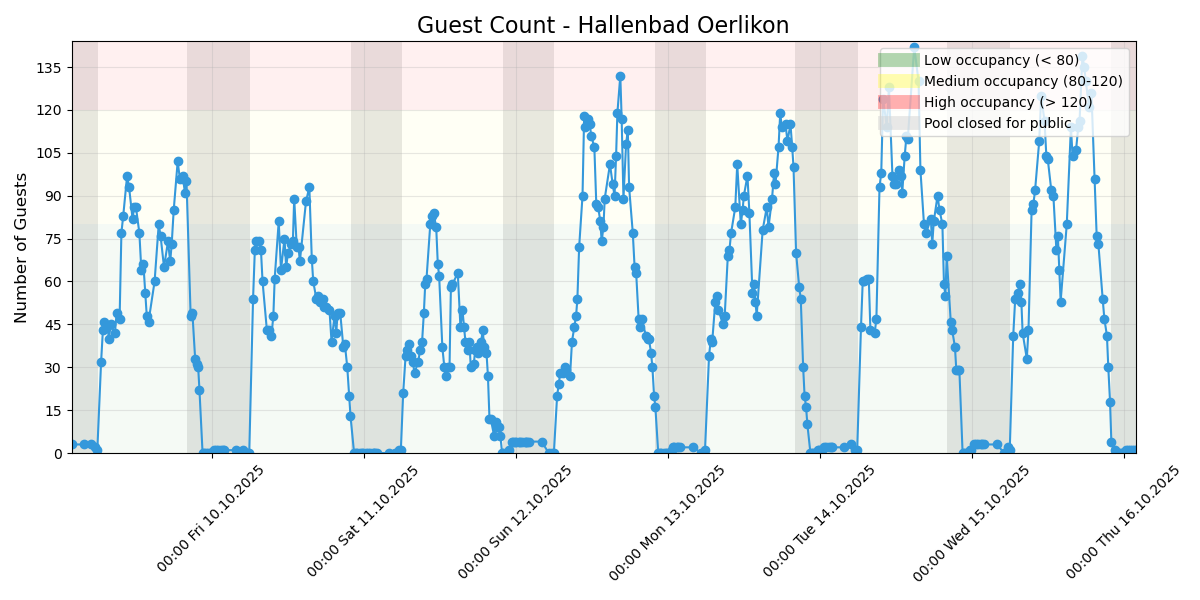 Guest Count - Hallenbad Oerlikon
Number of Guests
135
120
105
90
75
60
45
30
15
0
Low occupancy (< 80)
Medium occupancy (80-120)
High occupancy (> 120)
Pool closed for public
00:00 Fri 10.10.2025
00:00 Sat 11.10.2025
00:00 Sun 12.10.2025
00:00 Mon 13.10.2025
00:00 Tue 14.10.2025
00:00 Wed 15.10.2025
00:00 Thu 16.10.2025